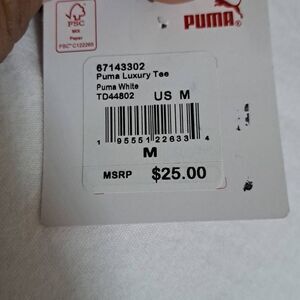 FSC
MIX
Paper
FSC® C122265
PUMA®
67143302
Puma Luxury Tee
Puma White
TD44802 US M
1 95551 22633 4
M
MSRP $25.00